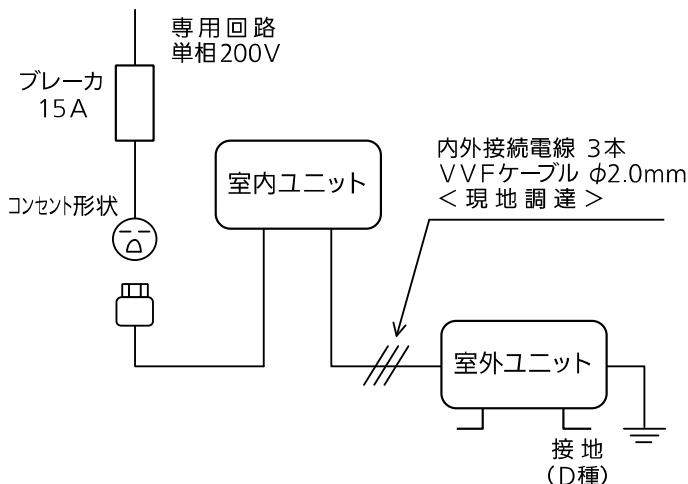 専用回路
単相200V
ブレーカ
15A
コンセント形状
室内ユニット
内外接続電線 3本
VVFケーブル φ2.0mm
<現地調達>
室外ユニット
接地
(D種)